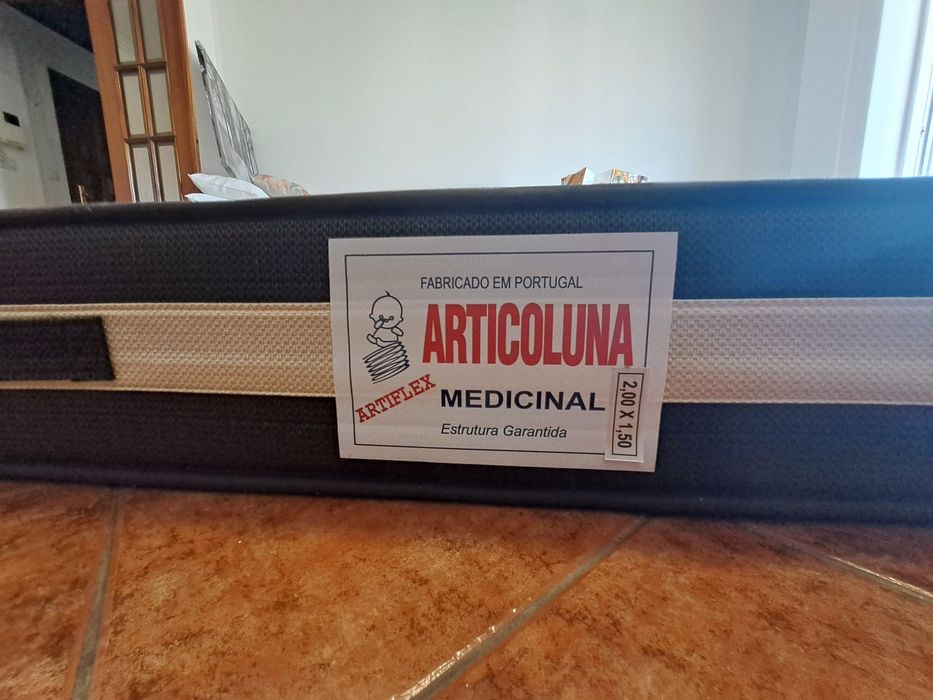 FABRICADO EM PORTUGAL
ARTICOLUNA
ARTIFLEX
MEDICINAL
2,00 X 1,50
Estrutura Garantida